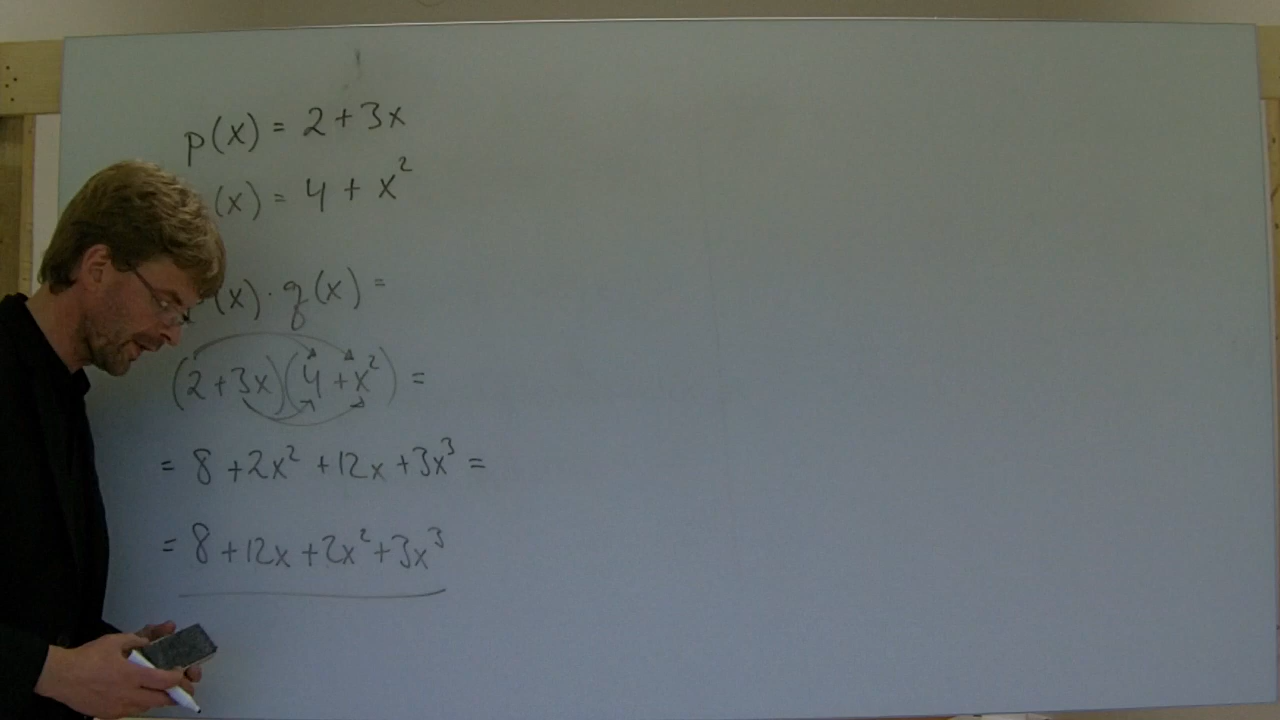 p(x) = 2 + 3x
(x) = 4 + x²
(x) · q(x) =
(2 + 3x)(4 + x²) =
= 8 + 2x² + 12x + 3x³ =
= 8 + 12x + 2x² + 3x³